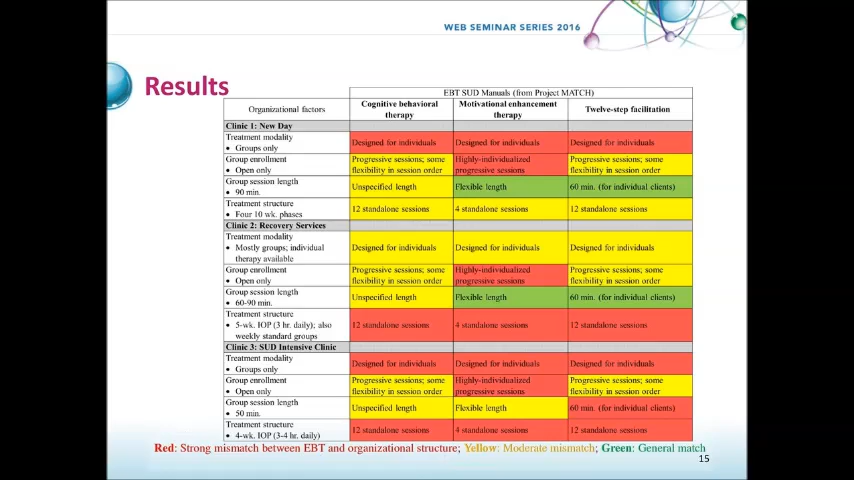 WEB SEMINAR SERIES 2016
Results
EBT SUD Manuals (from Project MATCH)
Organizational factors
Cognitive behavioral
therapy
Motivational enhancement
therapy
Twelve-step facilitation
Clinic 1: New Day
Treatment modality
• Groups only
Designed for individuals
Designed for individuals
Designed for individuals
Group enrollment
• Open only
Progressive sessions; some
flexibility in session order
Highly-individualized
progressive sessions
Progressive sessions; some
flexibility in session order
Group session length
• 90 min.
Unspecified length
Flexible length
60 min. (for individual clients)
Treatment structure
• Four 10 wk. phases
12 standalone sessions
4 standalone sessions
12 standalone sessions
Clinic 2: Recovery Services
Treatment modality
• Mostly groups; individual
therapy available
Designed for individuals
Designed for individuals
Designed for individuals
Group enrollment
• Open only
Progressive sessions; some
flexibility in session order
Highly-individualized
progressive sessions
Progressive sessions; some
flexibility in session order
Group session length
• 60-90 min.
Unspecified length
Flexible length
60 min. (for individual clients)
Treatment structure
• 5-wk. IOP (3 hr. daily); also
weekly standard groups
12 standalone sessions
4 standalone sessions
12 standalone sessions
Clinic 3: SUD Intensive Clinic
Treatment modality
• Groups only
Designed for individuals
Designed for individuals
Designed for individuals
Group enrollment
• Open only
Progressive sessions; some
flexibility in session order
Highly-individualized
progressive sessions
Progressive sessions; some
flexibility in session order
Group session length
• 50 min.
Unspecified length
Flexible length
60 min. (for individual clients)
Treatment structure
• 4-wk. IOP (3-4 hr. daily)
12 standalone sessions
4 standalone sessions
12 standalone sessions
Red: Strong mismatch between EBT and organizational structure; Yellow: Moderate mismatch; Green: General match
15